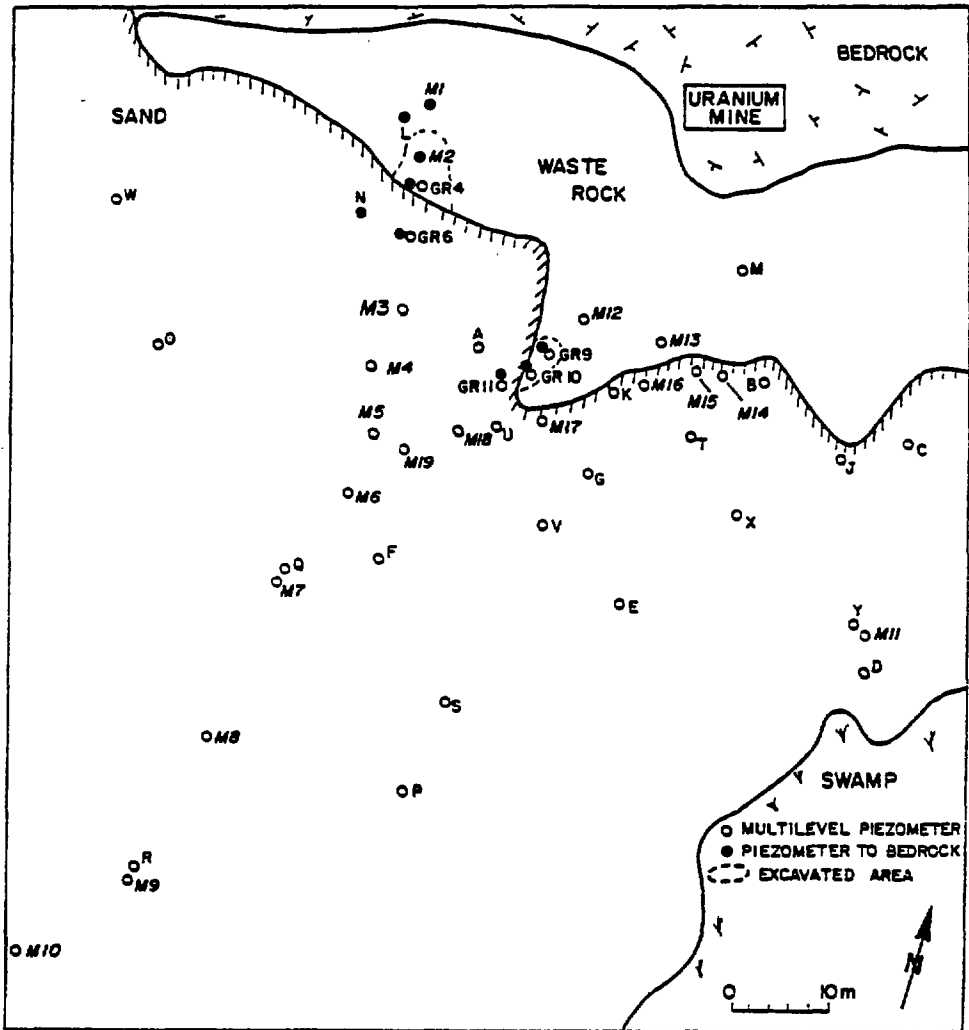 BEDROCK
URANIUM
MINE
SAND
M1
L
M2
WASTE
ROCK
GR4
W
N
GR6
M
M3
M12
O
A
M13
GR9
M4
GR10
GR11
K
M16
M15
M14
B
M5
M18
U
M17
T
C
M19
J
G
M6
V
X
F
Q
M7
E
Y
M11
D
S
M8
SWAMP
P
MULTILEVEL PIEZOMETER
PIEZOMETER TO BEDROCK
EXCAVATED AREA
R
M9
M10
N
0 10m